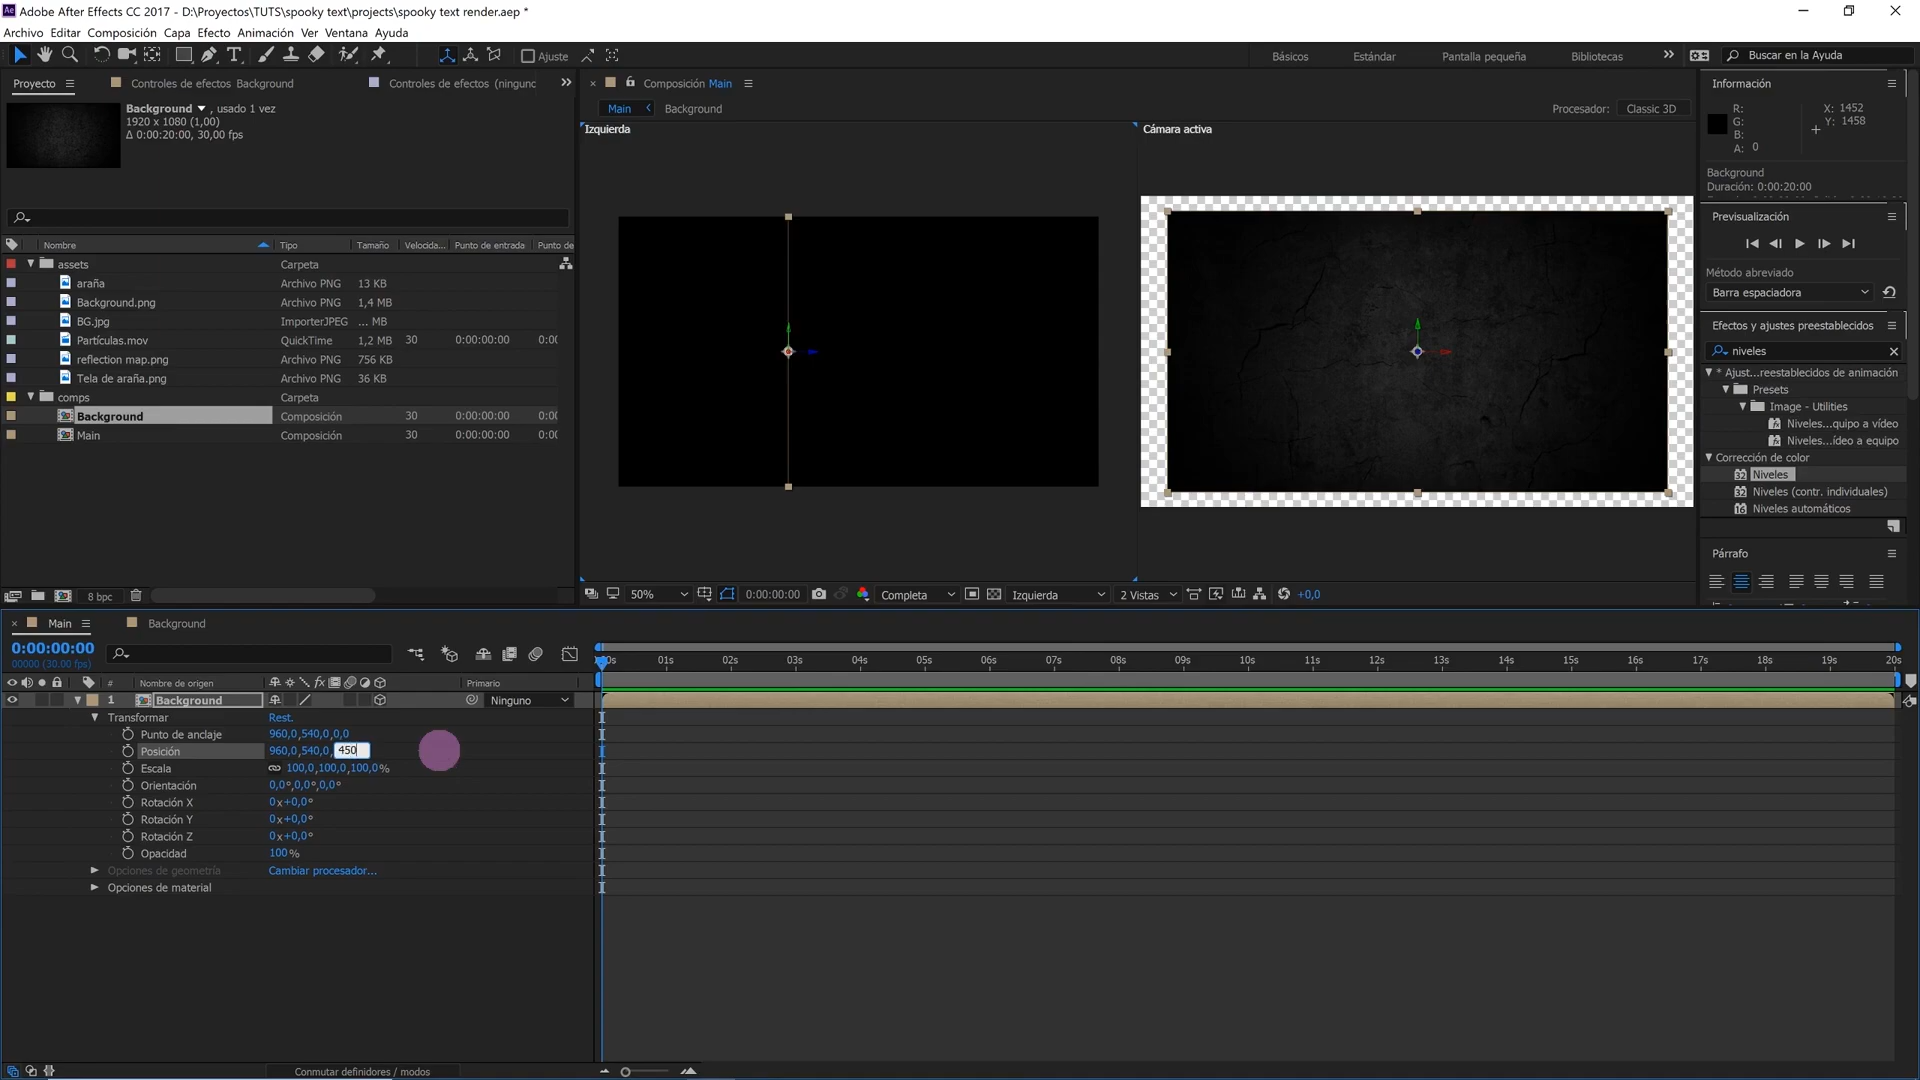 Adobe After Effects CC 2017 - D:\Proyectos\TUTS\spooky text\projects\spooky text render.aep *
Archivo Editar Composición Capa Efecto Animación Ver Ventana Ayuda
Ajuste Básicos Estándar Pantalla pequeña Bibliotecas Buscar en la Ayuda
Proyecto Controles de efectos Background Controles de efectos (ninguno
Composición Main
Información
Background , usado 1 vez
1920 x 1080 (1,00)
Δ 0:00:20:00, 30,00 fps
Main Background
Procesador: Classic 3D
Izquierda
Cámara activa
R:
G:
B:
A: 0
X: 1452
Y: 1458
Background
Duración: 0:00:20:00
Previsualización
Método abreviado
Barra espaciadora
Efectos y ajustes preestablecidos
niveles
* Ajust...reestablecidos de animación
Presets
Image - Utilities
Niveles...quipo a vídeo
Niveles...ídeo a equipo
Corrección de color
32 Niveles
32 Niveles (contr. individuales)
16 Niveles automáticos
Párrafo
Nombre Tipo Tamaño Velocida... Punto de entrada Punto de
assets Carpeta
araña Archivo PNG 13 KB
Background.png Archivo PNG 1,4 MB
BG.jpg ImporterJPEG ... MB
Partículas.mov QuickTime 1,2 MB 30 0:00:00:00 0:00
reflection map.png Archivo PNG 756 KB
Tela de araña.png Archivo PNG 36 KB
comps Carpeta
Background Composición 30 0:00:00:00 0:00
Main Composición 30 0:00:00:00 0:00
8 bpc
50% 0:00:00:00 Completa Izquierda 2 Vistas +0,0
Main Background
0:00:00:00
00000 (30.00 fps)
00s 01s 02s 03s 04s 05s 06s 07s 08s 09s 10s 11s 12s 13s 14s 15s 16s 17s 18s 19s 20s
# Nombre de origen fx Primario
1 Background Ninguno
Transformar Rest.
Punto de anclaje 960,0,540,0,0,0
Posición 960,0,540,0, 450
Escala 100,0,100,0,100,0%
Orientación 0,0°,0,0°,0,0°
Rotación X 0x+0,0°
Rotación Y 0x+0,0°
Rotación Z 0x+0,0°
Opacidad 100%
Opciones de geometría Cambiar procesador...
Opciones de material
Conmutar definidores / modos